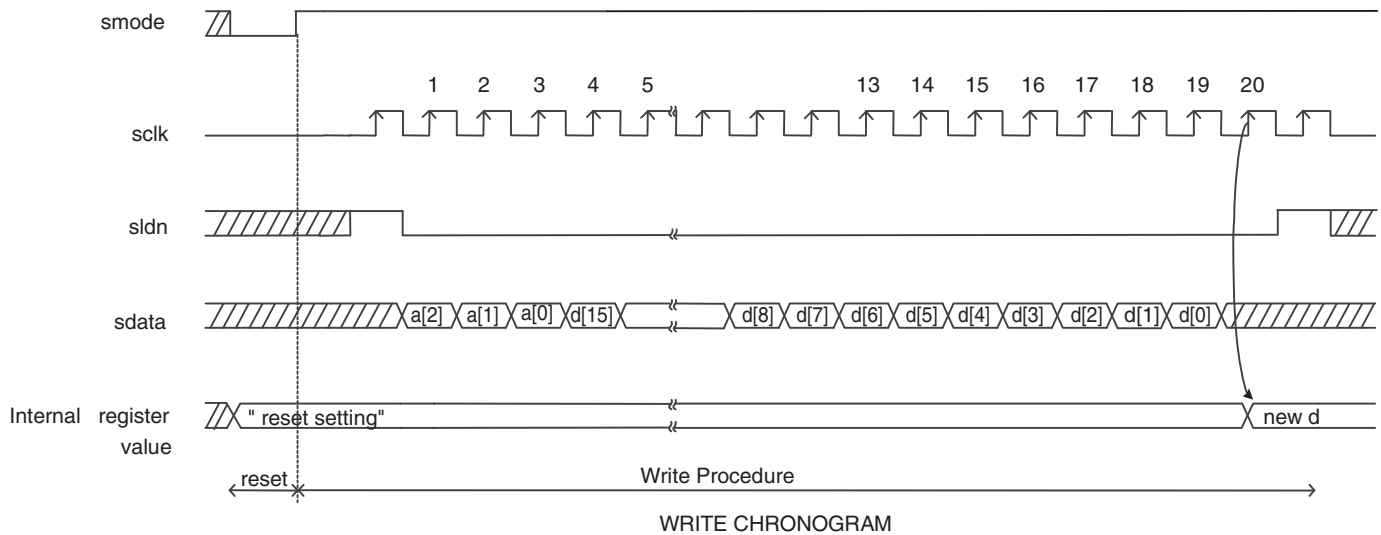 smode
1 2 3 4 5 13 14 15 16 17 18 19 20
sclk
sldn
sdata a[2] a[1] a[0] d[15] d[8] d[7] d[6] d[5] d[4] d[3] d[2] d[1] d[0]
Internal register value " reset setting" new d
reset Write Procedure
WRITE CHRONOGRAM